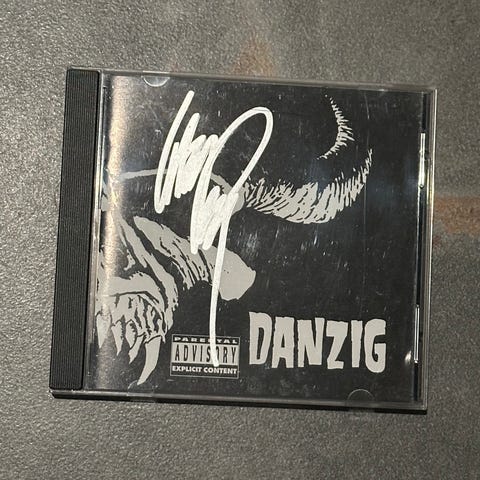 PARENTAL
ADVISORY
EXPLICIT CONTENT
DANZIG